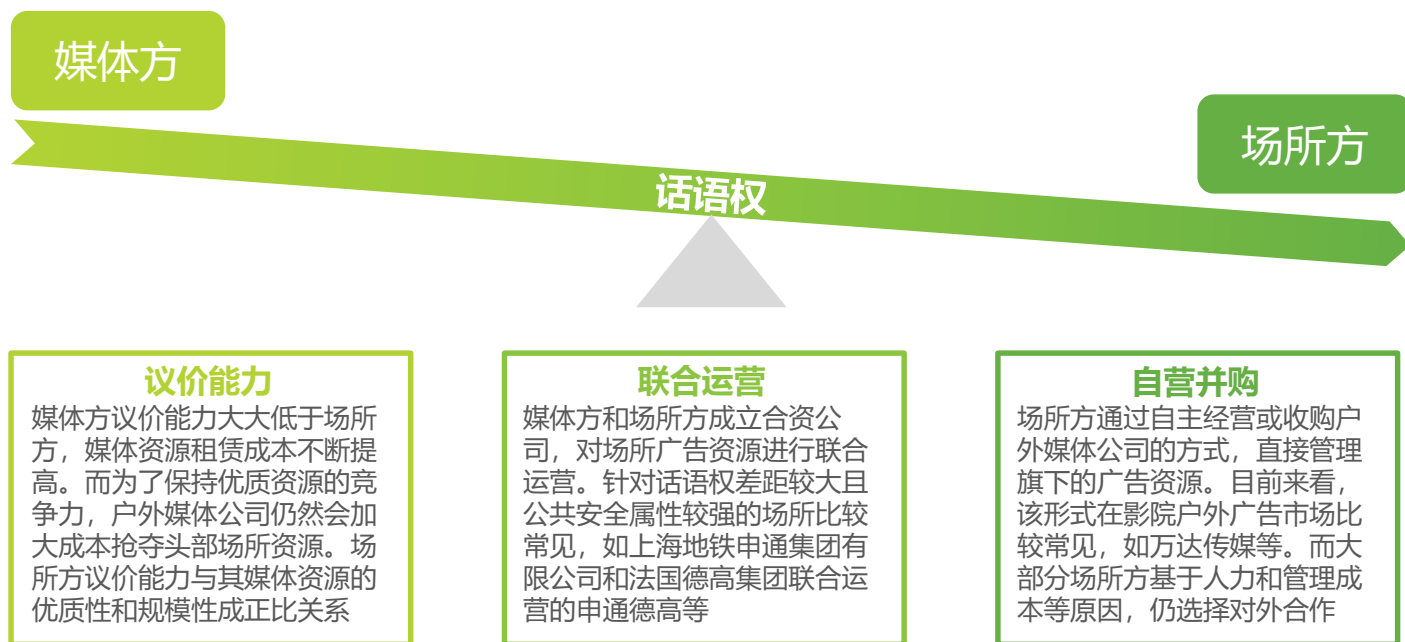 媒体方
场所方
话语权
议价能力
媒体方议价能力大大低于场所
方，媒体资源租赁成本不断提
高。而为了保持优质资源的竞
争力，户外媒体公司仍然会加
大成本抢夺头部场所资源。场
所方议价能力与其媒体资源的
优质性和规模性成正比关系
联合运营
媒体方和场所方成立合资公
司，对场所广告资源进行联合
运营。针对话语权差距较大且
公共安全属性较强的场所比较
常见，如上海地铁申通集团有
限公司和法国德高集团联合运
营的申通德高等
自营并购
场所方通过自主经营或收购户
外媒体公司的方式，直接管理
旗下的广告资源。目前来看，
该形式在影院户外广告市场比
较常见，如万达传媒等。而大
部分场所方基于人力和管理成
本等原因，仍选择对外合作